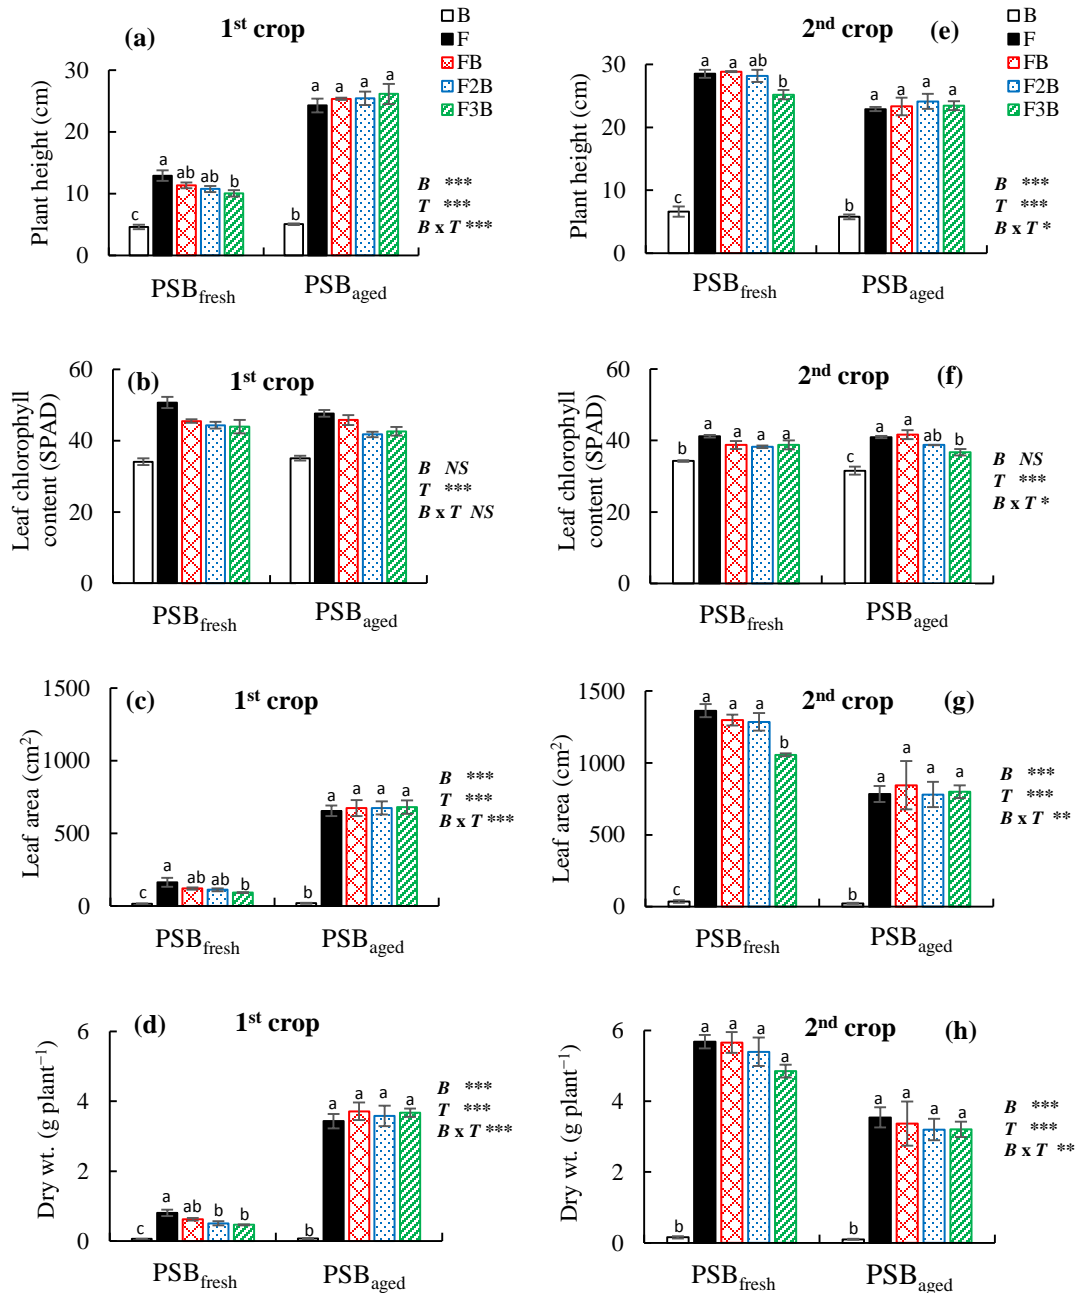 (a)
1st crop
B
F
FB
F2B
F3B
Plant height (cm)
30
20
10
0
c
a
ab
ab
b
b
a
a
a
a
B ***
T ***
B x T ***
PSBfresh
PSBaged
2nd crop
(e)
B
F
FB
F2B
F3B
Plant height (cm)
30
20
10
0
b
a
a
ab
b
b
a
a
a
a
B ***
T ***
B x T *
PSBfresh
PSBaged
(b)
1st crop
Leaf chlorophyll
content (SPAD)
60
40
20
0
B NS
T ***
B x T NS
PSBfresh
PSBaged
2nd crop
(f)
Leaf chlorophyll
content (SPAD)
60
40
20
0
b
a
a
a
a
c
a
a
ab
b
B NS
T ***
B x T *
PSBfresh
PSBaged
(c)
1st crop
Leaf area (cm2)
1500
1000
500
0
c
a
ab
ab
b
b
a
a
a
a
B ***
T ***
B x T ***
PSBfresh
PSBaged
2nd crop
(g)
Leaf area (cm2)
1500
1000
500
0
c
a
a
a
b
b
a
a
a
a
B ***
T ***
B x T **
PSBfresh
PSBaged
(d)
1st crop
Dry wt. (g plant−1)
6
4
2
0
c
a
ab
b
b
b
a
a
a
a
B ***
T ***
B x T ***
PSBfresh
PSBaged
2nd crop
(h)
Dry wt. (g plant−1)
6
4
2
0
b
a
a
a
a
b
a
a
a
a
B ***
T ***
B x T **
PSBfresh
PSBaged